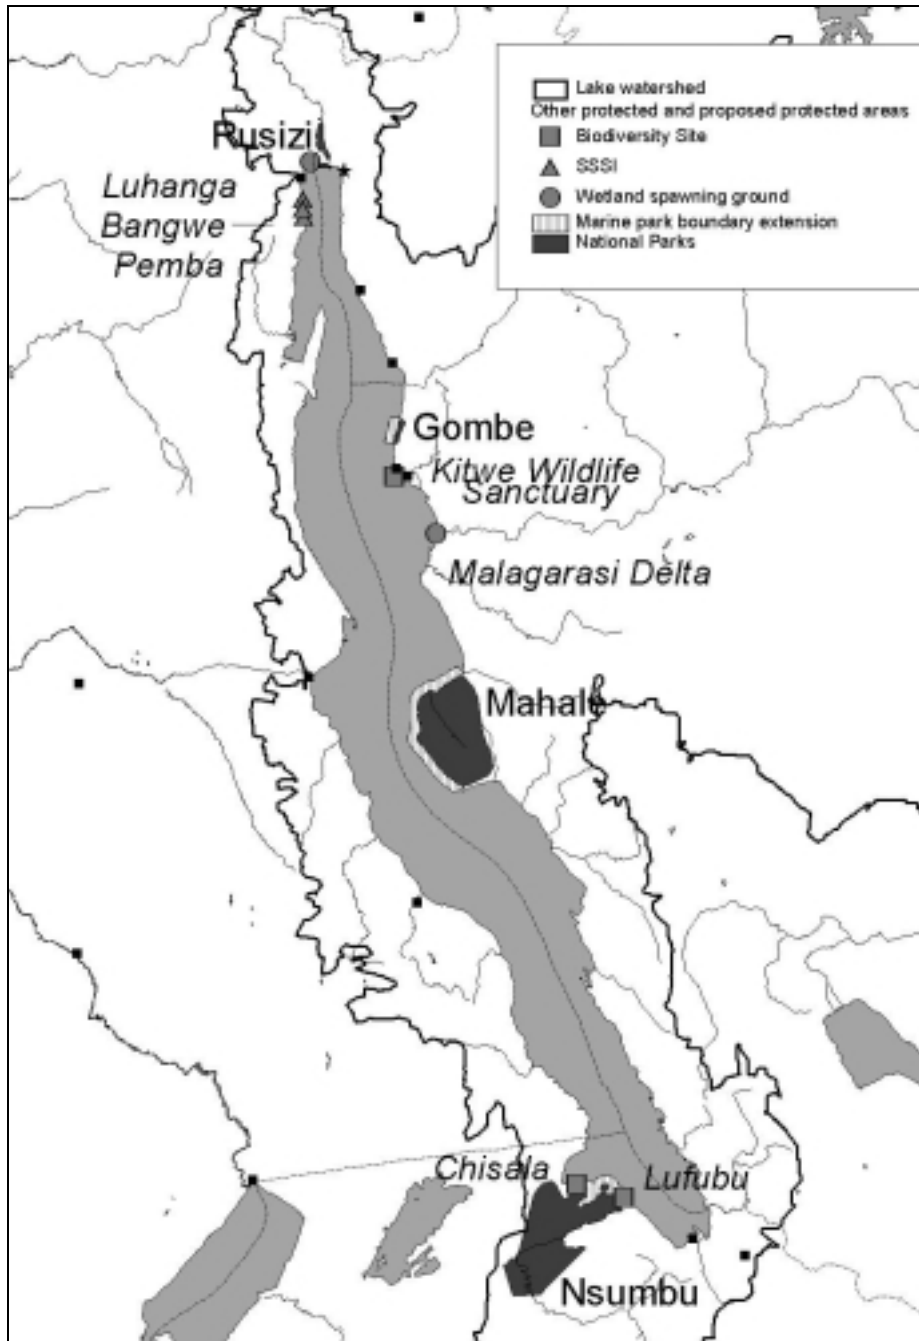 Lake watershed
Other protected and proposed protected areas
Biodiversity Site
SSSI
Wetland spawning ground
Marine park boundary extension
National Parks
Rusizi
Luhanga
Bangwe
Pemba
Gombe
Kitwe Wildlife
Sanctuary
Malagarasi Delta
Mahale
Chisala
Lufubu
Nsumbu